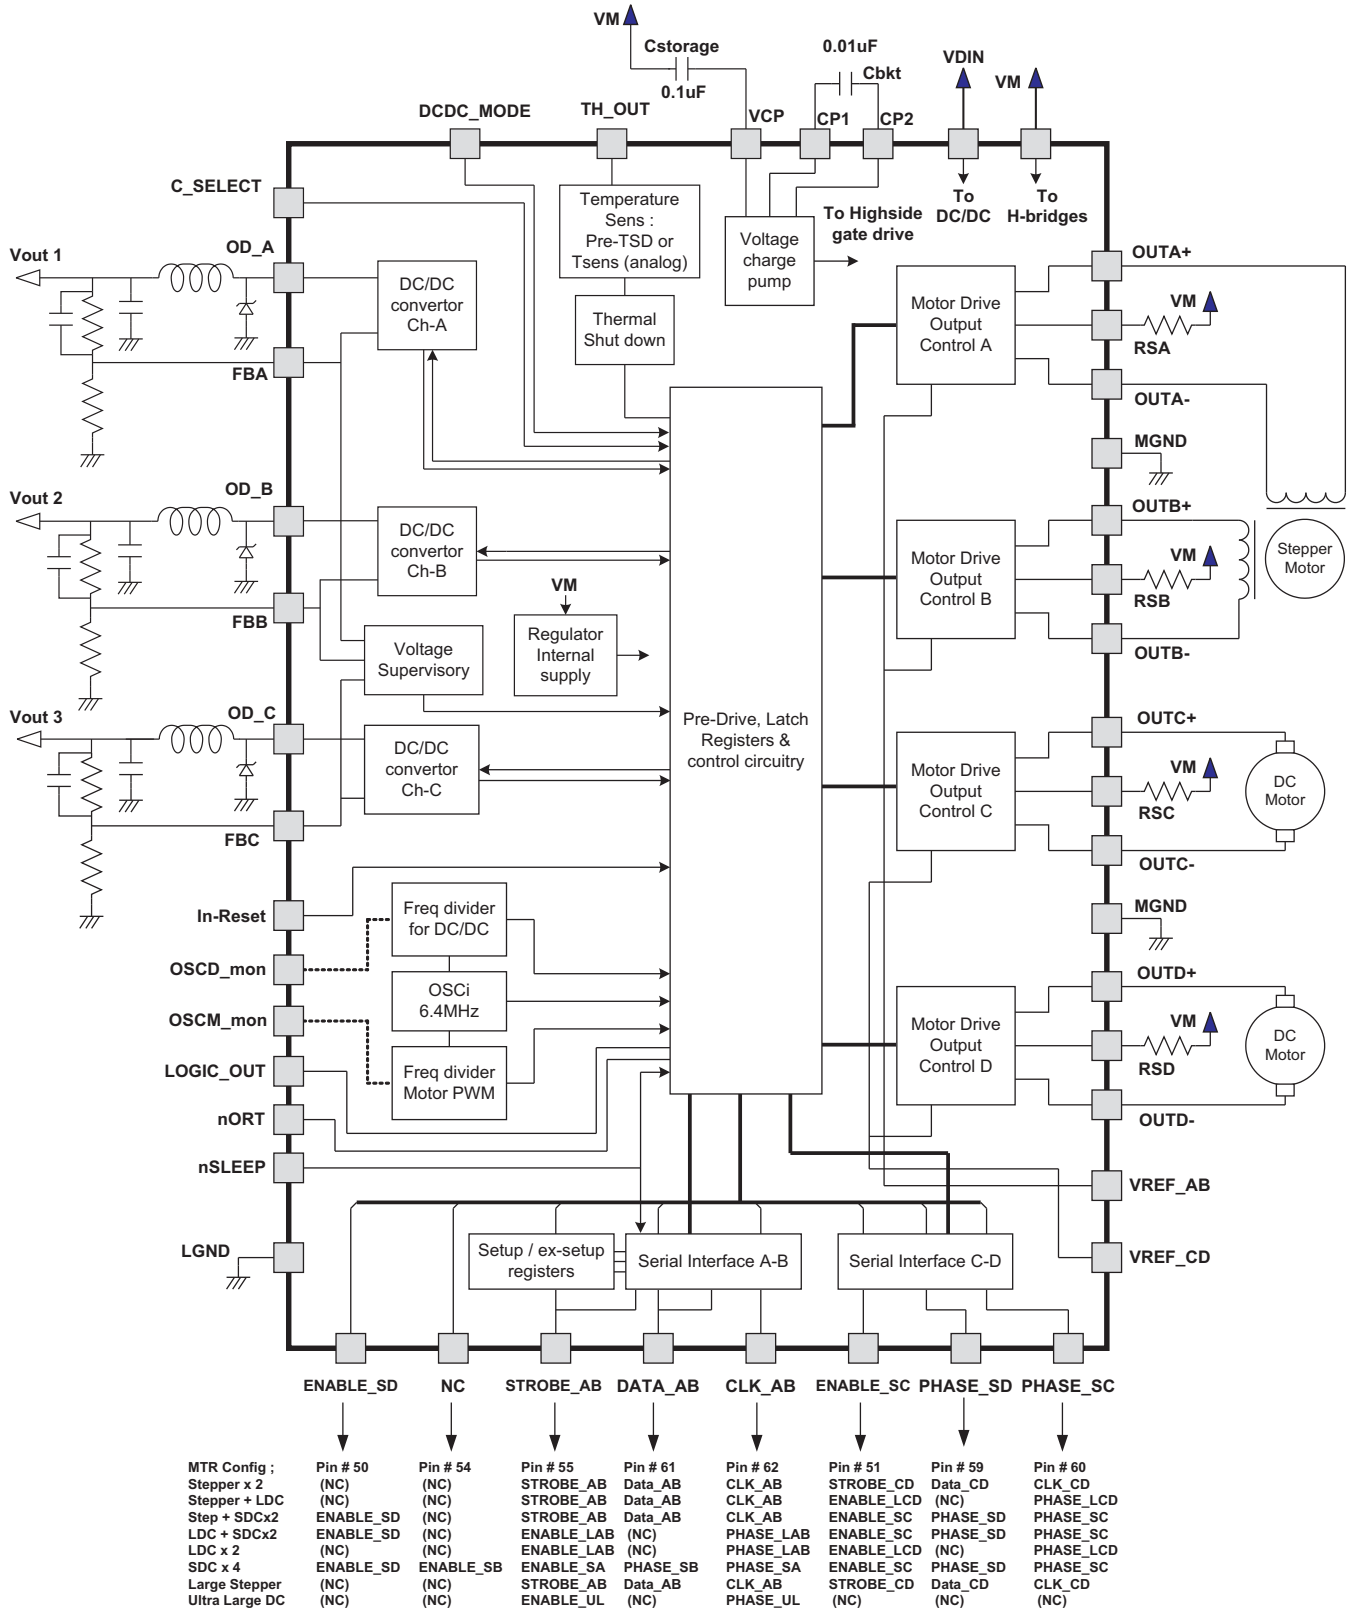 VM
Cstorage
0.1uF
0.01uF
Cbkt
VDIN
VM
DCDC_MODE
TH_OUT
VCP
CP1
CP2
C_SELECT
Temperature
Sens :
Pre-TSD or
Tsens (analog)
To
DC/DC
To
H-bridges
To Highside
gate drive
Voltage
charge
pump
Vout 1
OD_A
DC/DC
convertor
Ch-A
Thermal
Shut down
FBA
Motor Drive
Output
Control A
OUTA+
VM
RSA
OUTA-
MGND
Vout 2
OD_B
DC/DC
convertor
Ch-B
FBB
VM
Regulator
Internal
supply
Voltage
Supervisory
Motor Drive
Output
Control B
OUTB+
VM
RSB
OUTB-
Stepper
Motor
Vout 3
OD_C
DC/DC
convertor
Ch-C
FBC
Pre-Drive, Latch
Registers &
control circuitry
Motor Drive
Output
Control C
OUTC+
VM
RSC
OUTC-
DC
Motor
MGND
In-Reset
Freq divider
for DC/DC
OSCD_mon
OSCi
6.4MHz
OSCM_mon
Freq divider
Motor PWM
LOGIC_OUT
nORT
nSLEEP
LGND
Motor Drive
Output
Control D
OUTD+
VM
RSD
OUTD-
DC
Motor
VREF_AB
VREF_CD
Setup / ex-setup
registers
Serial Interface A-B
Serial Interface C-D
ENABLE_SD NC STROBE_AB DATA_AB CLK_AB ENABLE_SC PHASE_SD PHASE_SC
MTR Config ; Pin # 50 Pin # 54 Pin # 55 Pin # 61 Pin # 62 Pin # 51 Pin # 59 Pin # 60
Stepper x 2 (NC) (NC) STROBE_AB Data_AB CLK_AB STROBE_CD Data_CD CLK_CD
Stepper + LDC (NC) (NC) STROBE_AB Data_AB CLK_AB ENABLE_LCD (NC) PHASE_LCD
Step + SDCx2 ENABLE_SD (NC) STROBE_AB Data_AB CLK_AB ENABLE_SC PHASE_SD PHASE_SC
LDC + SDCx2 ENABLE_SD (NC) ENABLE_LAB (NC) PHASE_LAB ENABLE_SC PHASE_SD PHASE_SC
LDC x 2 (NC) (NC) ENABLE_LAB (NC) PHASE_LAB ENABLE_LCD (NC) PHASE_LCD
SDC x 4 ENABLE_SD ENABLE_SB ENABLE_SA PHASE_SB PHASE_SA ENABLE_SC PHASE_SD PHASE_SC
Large Stepper (NC) (NC) STROBE_AB Data_AB CLK_AB STROBE_CD Data_CD CLK_CD
Ultra Large DC (NC) (NC) ENABLE_UL (NC) PHASE_UL (NC) (NC) (NC)